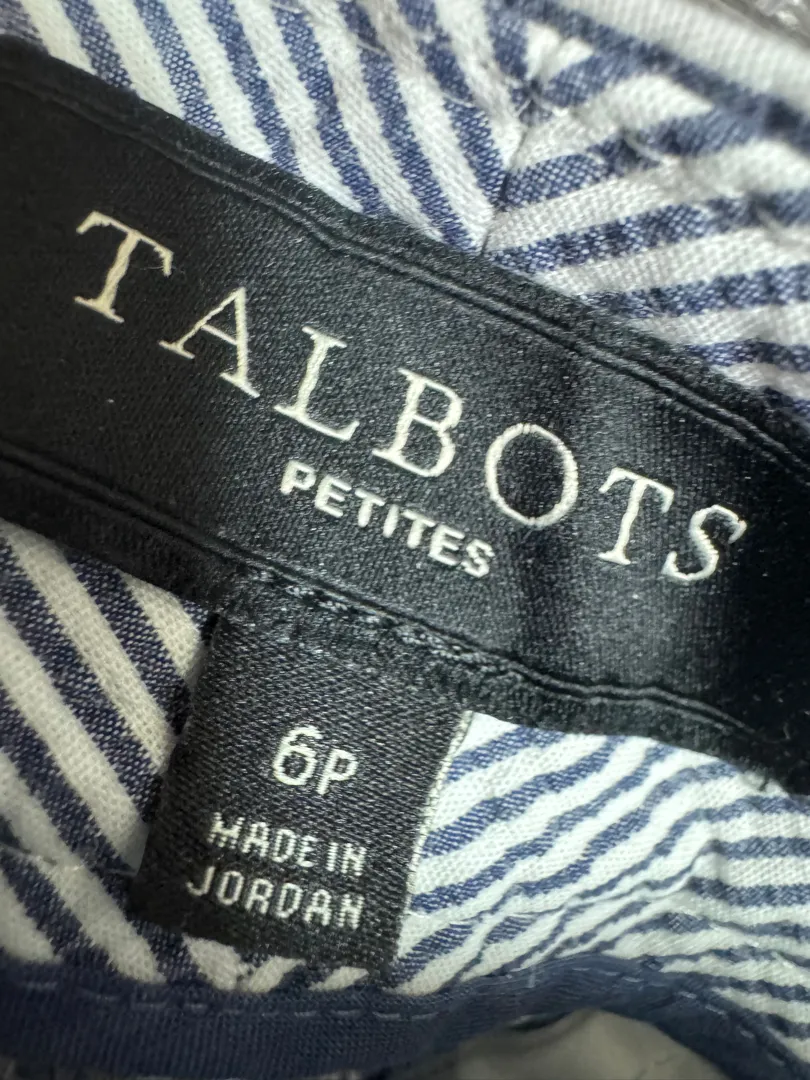 TALBOTS
PETITES
6P
MADE IN
JORDAN